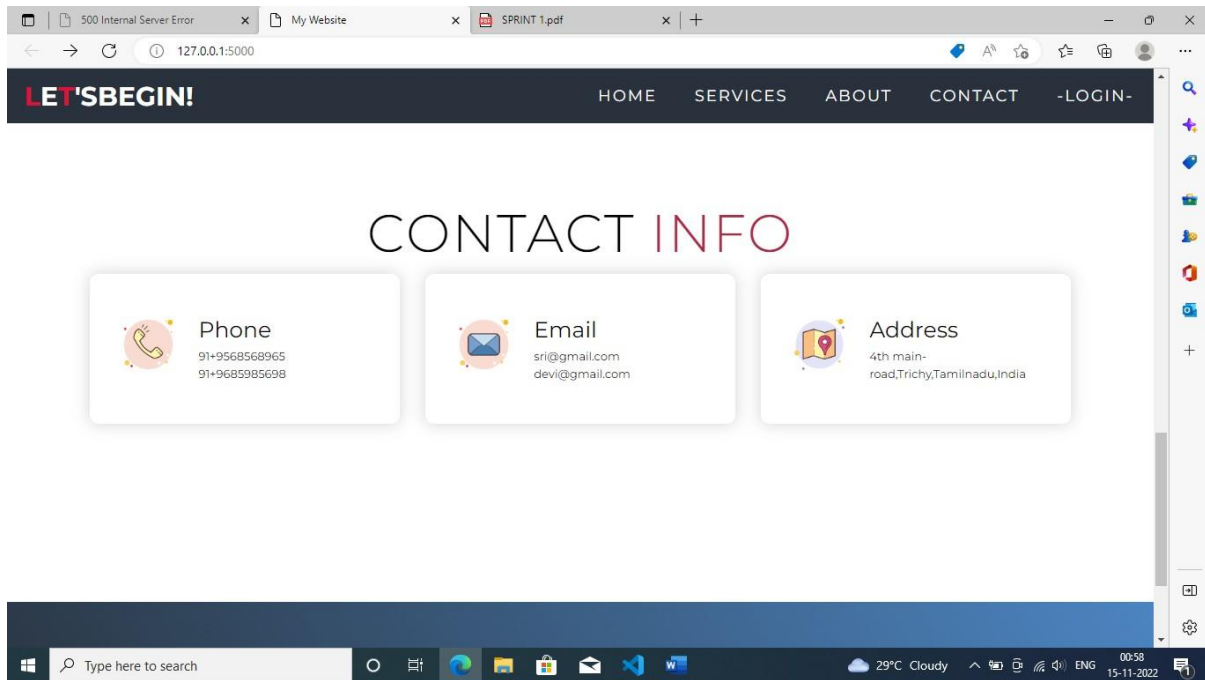 500 Internal Server Error
My Website
SPRINT 1.pdf
127.0.0.1:5000
LET'SBEGIN!
HOME SERVICES ABOUT CONTACT -LOGIN-
CONTACT INFO
Phone
91+9568568965
91+9685985698
Email
sri@gmail.com
devi@gmail.com
Address
4th main-
road,Trichy,Tamilnadu,India
Type here to search
29°C Cloudy
ENG
00:58
15-11-2022
1